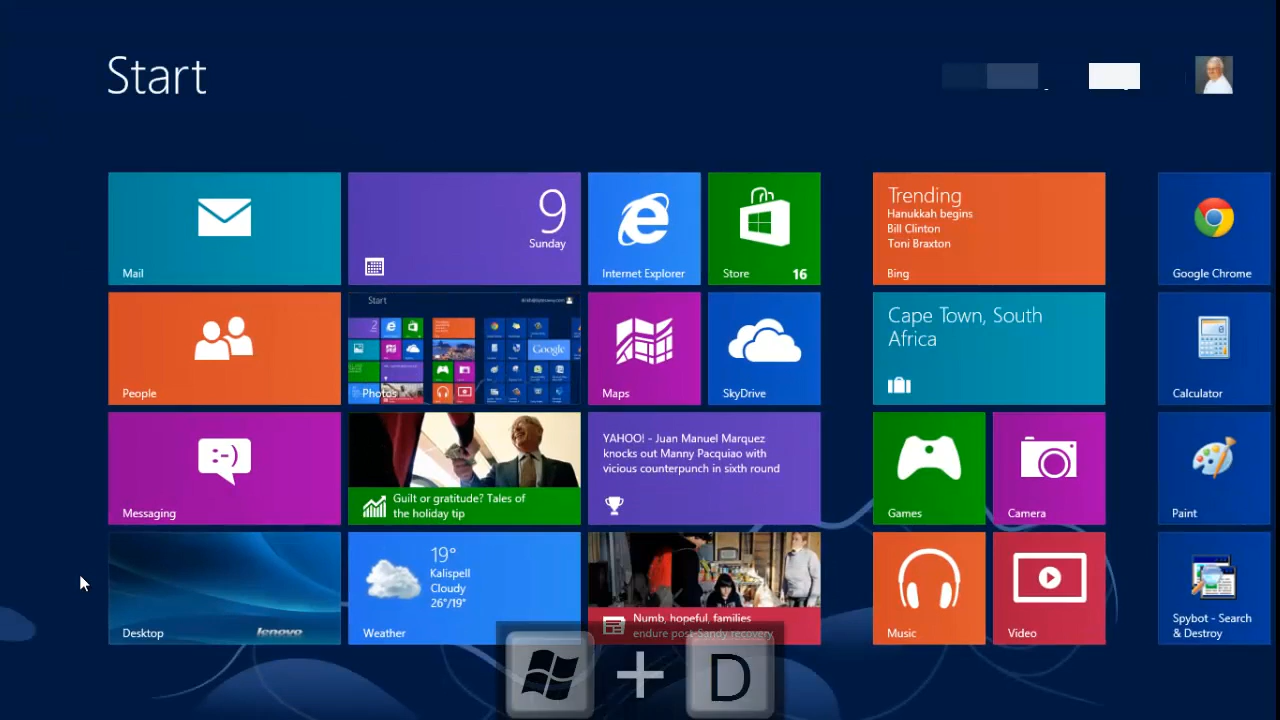 Start
Mail
9
Sunday
Internet Explorer
Store
16
Trending
Hanukkah begins
Bill Clinton
Toni Braxton
Bing
Google Chrome
People
Start
Google
Photos
Maps
SkyDrive
Cape Town, South
Africa
Calculator
Messaging
Guilt or gratitude? Tales of
the holiday tip
YAHOO! - Juan Manuel Marquez
knocks out Manny Pacquiao with
vicious counterpunch in sixth round
Games
Camera
Paint
Desktop
lenovo
19°
Kalispell
Cloudy
26°/19°
Weather
Numb, hopeful, families
endure post-Sandy recovery
Music
Video
Spybot - Search
& Destroy
+ D